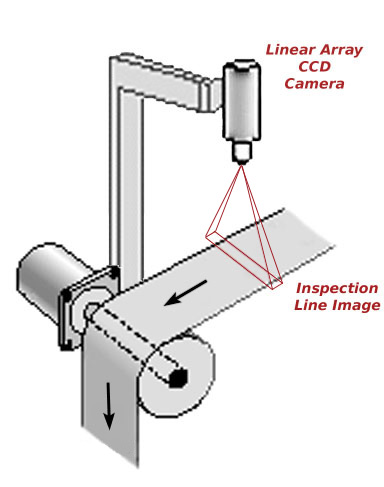 Linear Array
CCD
Camera
Inspection
Line Image